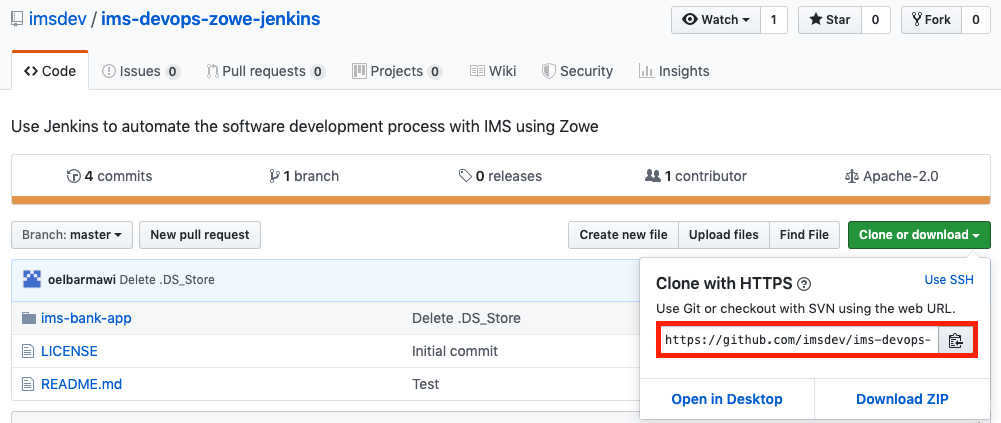 imsdev / ims-devops-zowe-jenkins
Watch 1 Star 0 Fork 0
Code Issues 0 Pull requests 0 Projects 0 Wiki Security Insights
Use Jenkins to automate the software development process with IMS using Zowe
4 commits 1 branch 0 releases 1 contributor Apache-2.0
Branch: master New pull request Create new file Upload files Find File Clone or download
oelbarmawi Delete .DS_Store
ims-bank-app Delete .DS_Store
LICENSE Initial commit
README.md Test
Clone with HTTPS ? Use SSH
Use Git or checkout with SVN using the web URL.
https://github.com/imsdev/ims-devops-
Open in Desktop Download ZIP